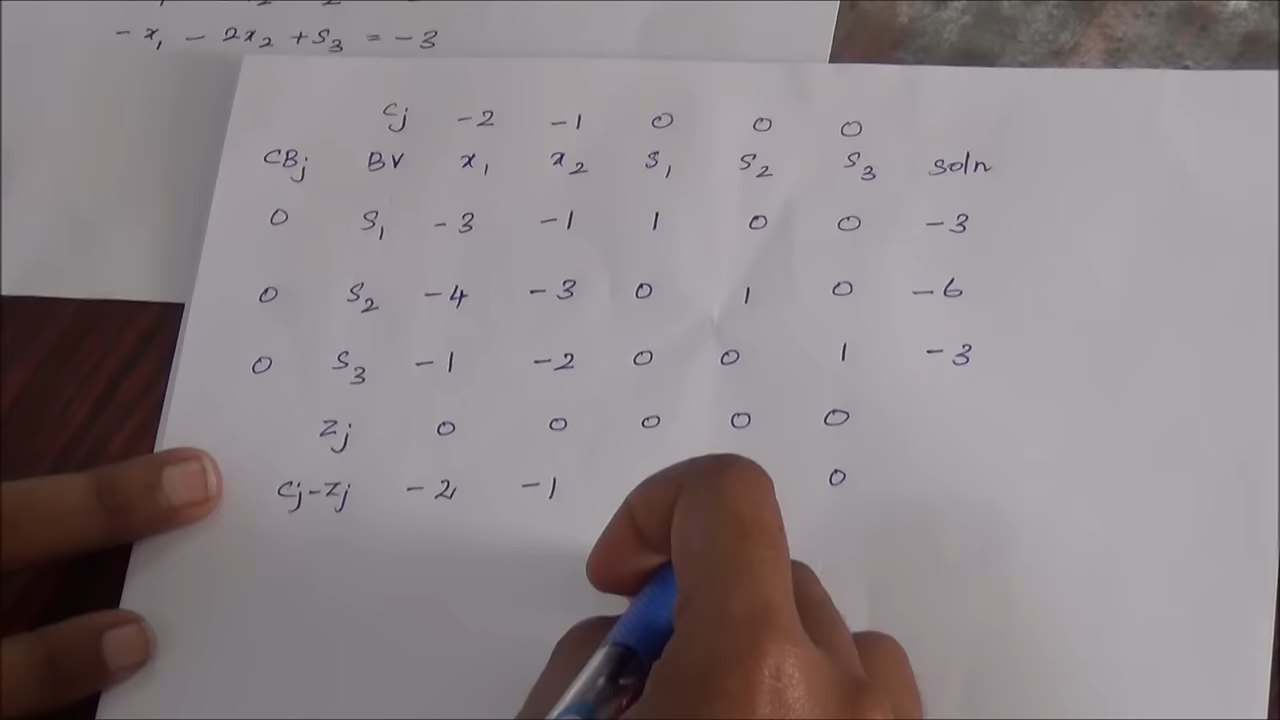 - x₁ - 2x₂ + S₃ = -3
Cj -2 -1 0 0 0
CBj BV x₁ x₂ S₁ S₂ S₃ Soln
0 S₁ -3 -1 1 0 0 -3
0 S₂ -4 -3 0 1 0 -6
0 S₃ -1 -2 0 0 1 -3
Zj 0 0 0 0 0
Cj-Zj -2 -1 0